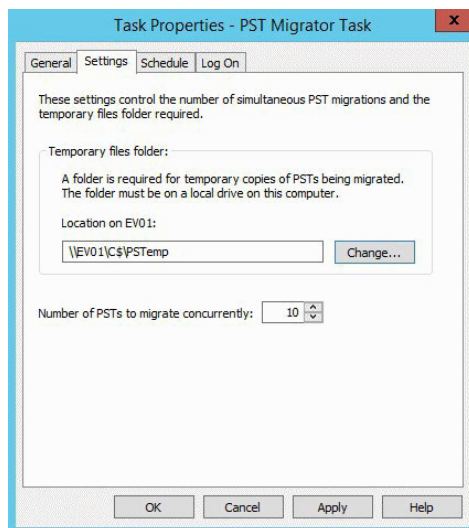 Task Properties - PST Migrator Task
x
General Settings Schedule Log On
These settings control the number of simultaneous PST migrations and the
temporary files folder required.
Temporary files folder:
A folder is required for temporary copies of PSTs being migrated.
The folder must be on a local drive on this computer.
Location on EV01:
\\EV01\C$\PSTemp Change...
Number of PSTs to migrate concurrently: 10
OK Cancel Apply Help